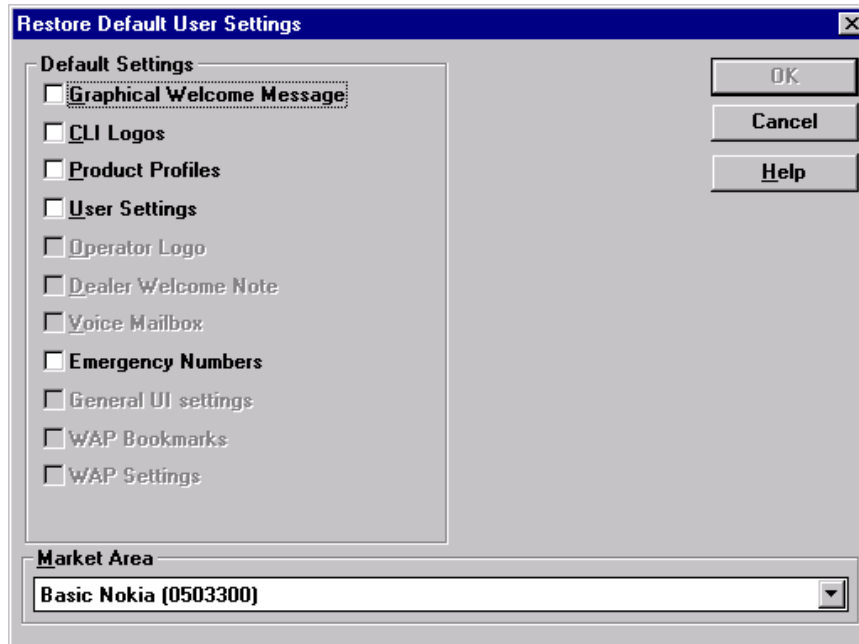 Restore Default User Settings
Default Settings
Graphical Welcome Message
CLI Logos
Product Profiles
User Settings
Operator Logo
Dealer Welcome Note
Voice Mailbox
Emergency Numbers
General UI settings
WAP Bookmarks
WAP Settings
OK
Cancel
Help
Market Area
Basic Nokia (0503300)